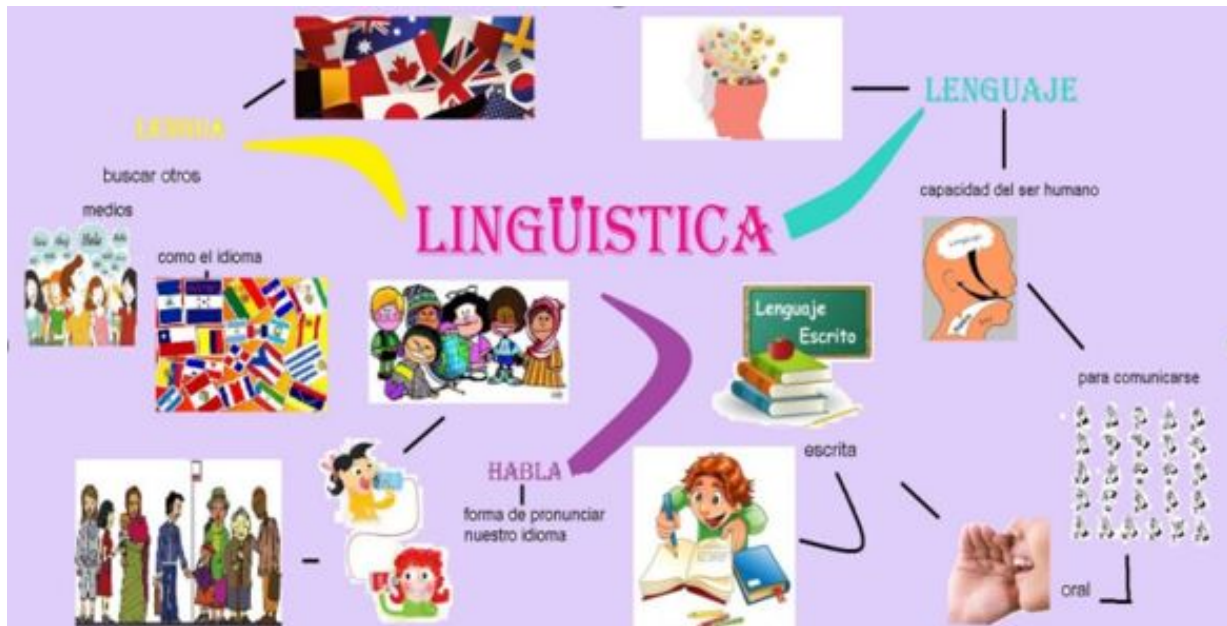 LENGUA
LENGUAJE
buscar otros
medios
como el idioma
LINGÜISTICA
capacidad del ser humano
Lenguaje
Escrito
para comunicarse
HABLA
forma de pronunciar
nuestro idioma
escrita
oral